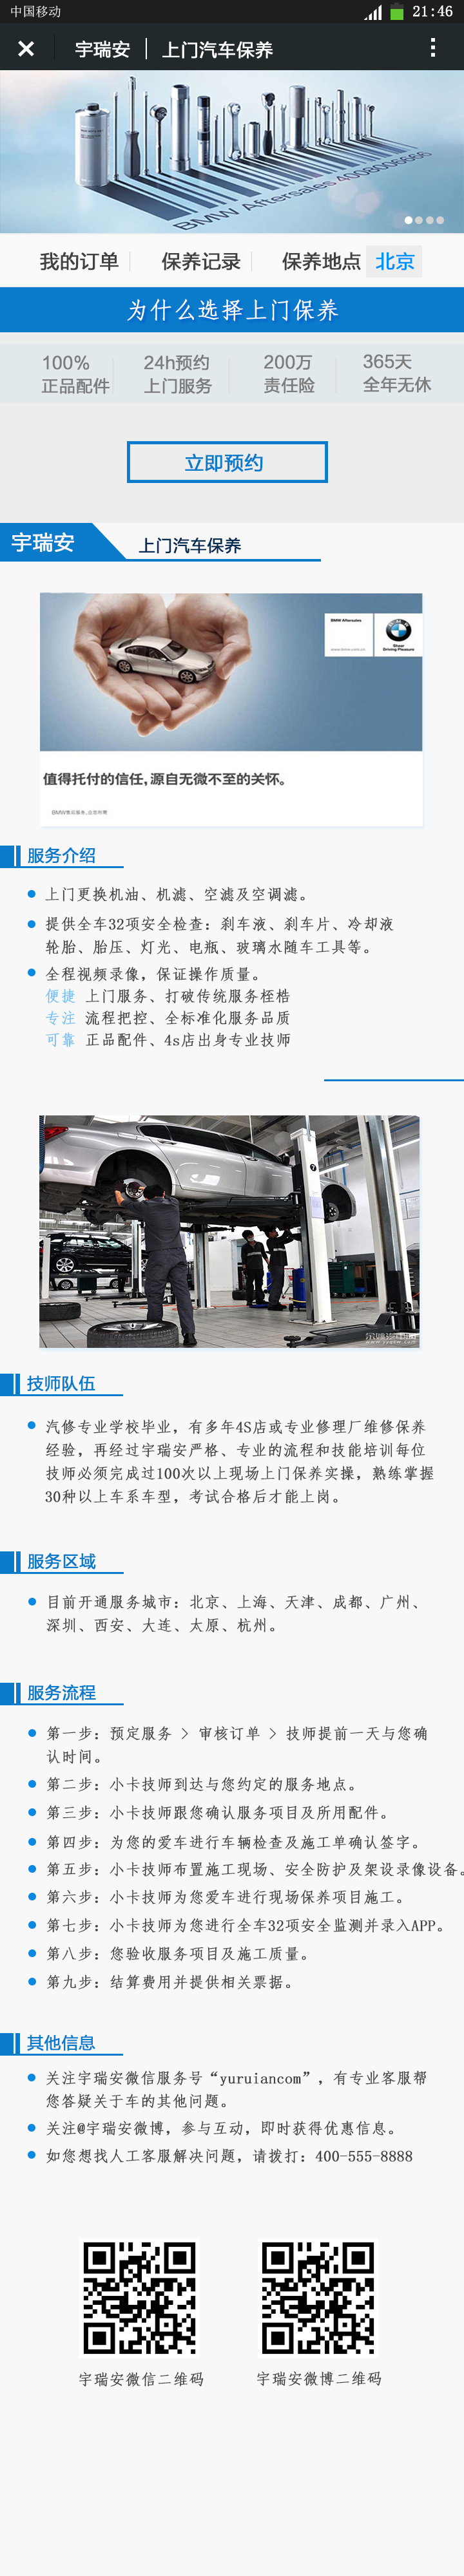 中国移动
21:46
宇瑞安 | 上门汽车保养
BMW Aftersales 4008006666
我的订单 保养记录 保养地点 北京
为什么选择上门保养
100% 24h预约 200万 365天
正品配件 上门服务 责任险 全年无休
立即预约
宇瑞安 上门汽车保养
BMW Aftersales
www.bmw.com.cn
BMW
Sheer
Driving Pleasure
值得托付的信任,源自无微不至的关怀。
服务介绍
上门更换机油、机滤、空滤及空调滤。
提供全车32项安全检查：刹车液、刹车片、冷却液
轮胎、胎压、灯光、电瓶、玻璃水随车工具等。
全程视频录像，保证操作质量。
便捷 上门服务、打破传统服务桎梏
专注 流程把控、全标准化服务品质
可靠 正品配件、4s店出身专业技师
技师队伍
汽修专业学校毕业，有多年4S店或专业修理厂维修保养
经验，再经过宇瑞安严格、专业的流程和技能培训每位
技师必须完成过100次以上现场上门保养实操，熟练掌握
30种以上车系车型，考试合格后才能上岗。
服务区域
目前开通服务城市：北京、上海、天津、成都、广州、
深圳、西安、大连、太原、杭州。
服务流程
第一步：预定服务 > 审核订单 > 技师提前一天与您确
认时间。
第二步：小卡技师到达与您约定的服务地点。
第三步：小卡技师跟您确认服务项目及所用配件。
第四步：为您的爱车进行车辆检查及施工单确认签字。
第五步：小卡技师布置施工现场、安全防护及架设录像设备。
第六步：小卡技师为您爱车进行现场保养项目施工。
第七步：小卡技师为您进行全车32项安全监测并录入APP。
第八步：您验收服务项目及施工质量。
第九步：结算费用并提供相关票据。
其他信息
关注宇瑞安微信服务号“yuruiancom”，有专业客服帮
您答疑关于车的其他问题。
关注@宇瑞安微博，参与互动，即时获得优惠信息。
如您想找人工客服解决问题，请拨打：400-555-8888
宇瑞安微信二维码 宇瑞安微博二维码